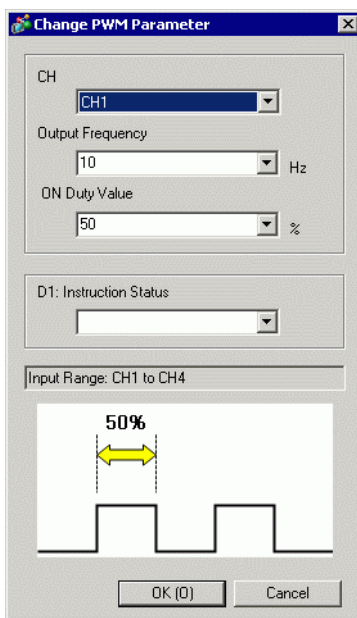 Change PWM Parameter
CH
CH1
Output Frequency
10 Hz
ON Duty Value
50 %
D1: Instruction Status
Input Range: CH1 to CH4
50%
OK (O) Cancel